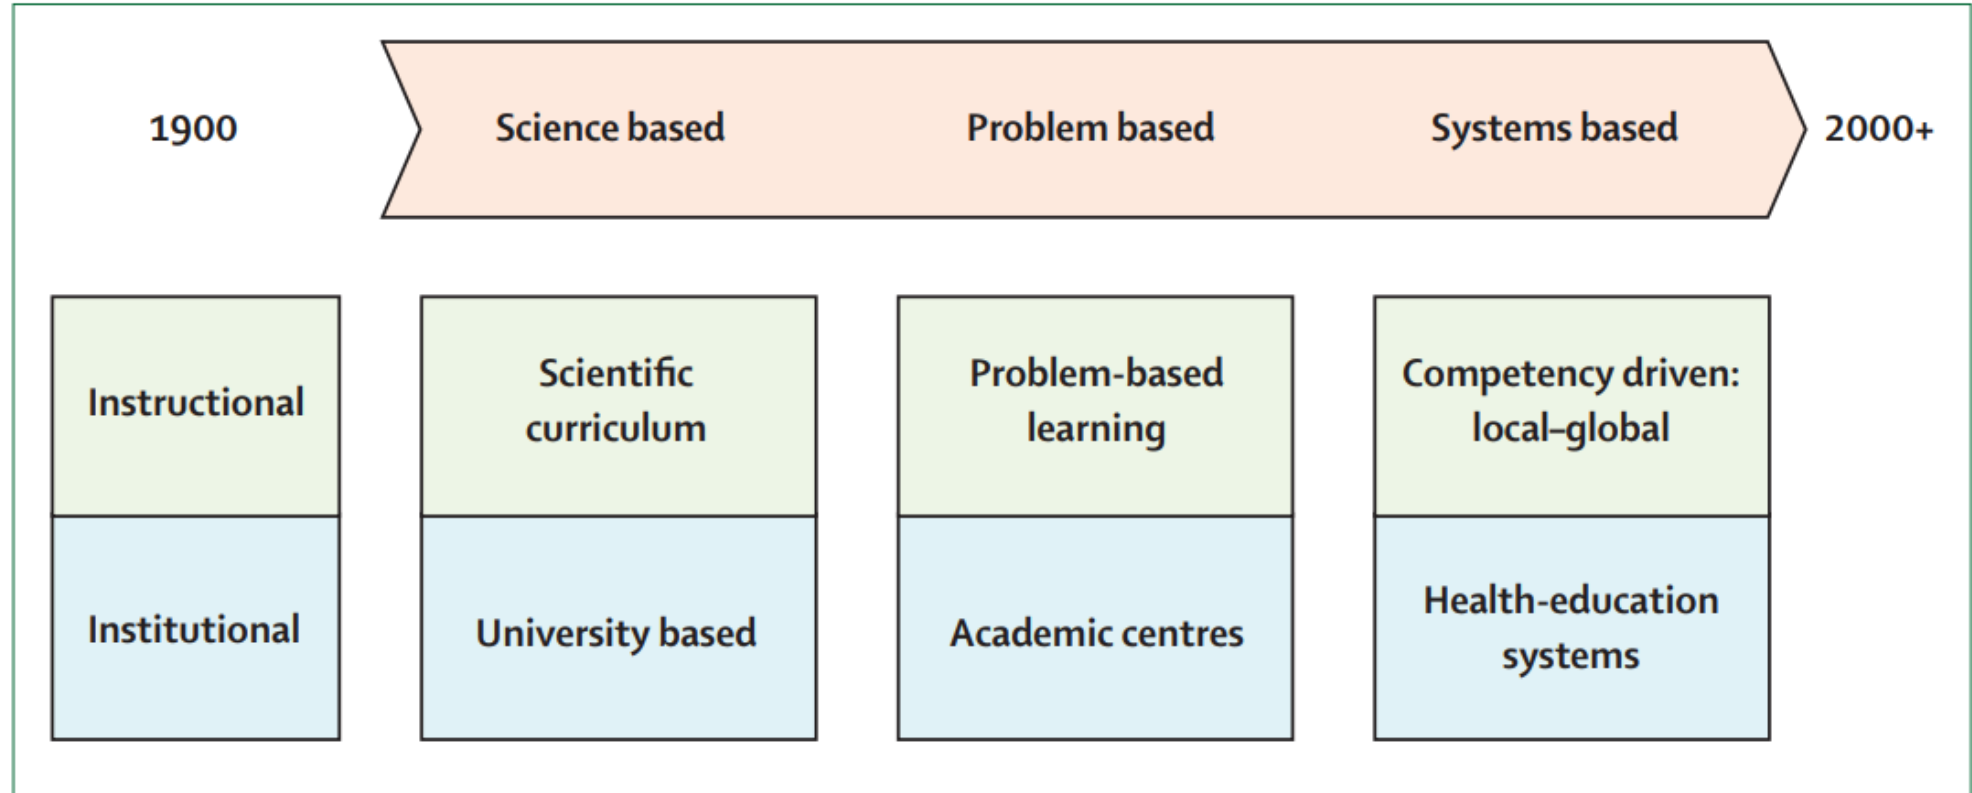 1900
Science based
Problem based
Systems based
2000+
Instructional
Scientific
curriculum
Problem-based
learning
Competency driven:
local–global
Institutional
University based
Academic centres
Health-education
systems